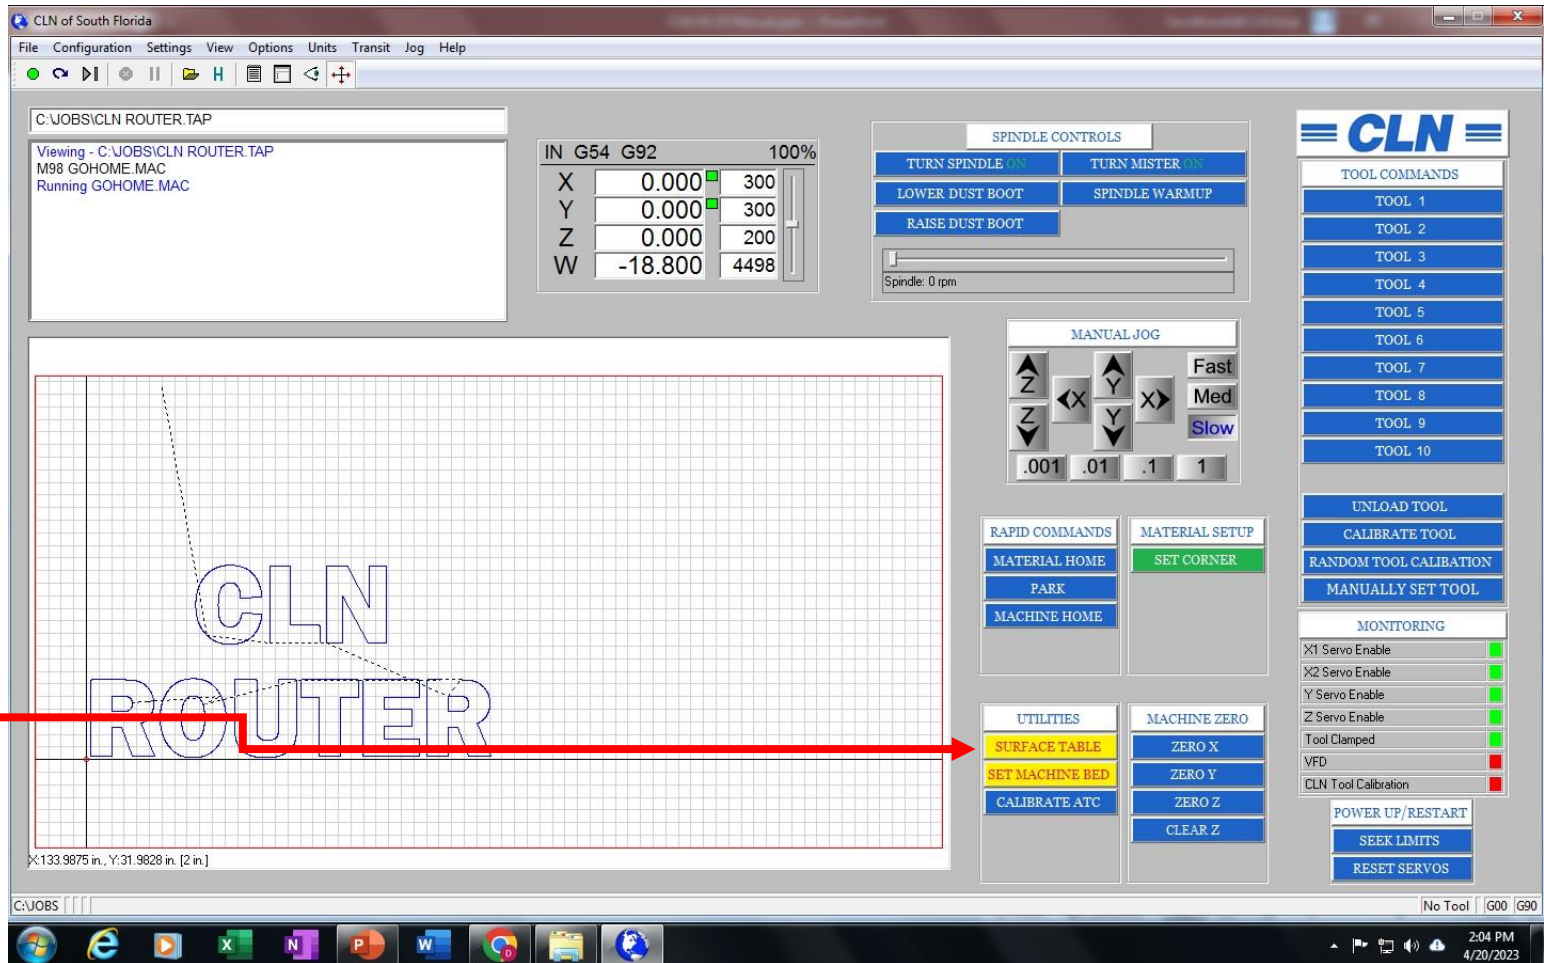 CLN of South Florida
File Configuration Settings View Options Units Transit Jog Help
H
C:\JOBS\CLN ROUTER.TAP
Viewing - C:\JOBS\CLN ROUTER.TAP
M98 GOHOME.MAC
Running GOHOME.MAC
IN G54 G92 100%
X 0.000 300
Y 0.000 300
Z 0.000 200
W -18.800 4498
SPINDLE CONTROLS
TURN SPINDLE ON TURN MISTER ON
LOWER DUST BOOT SPINDLE WARMUP
RAISE DUST BOOT
Spindle: 0 rpm
MANUAL JOG
Z Y Fast
X X Med
Z Y Slow
.001 .01 .1 1
CLN
ROUTER
X:133.9875 in., Y:31.9828 in. [2 in.]
RAPID COMMANDS
MATERIAL HOME
PARK
MACHINE HOME
MATERIAL SETUP
SET CORNER
UTILITIES
SURFACE TABLE
SET MACHINE BED
CALIBRATE ATC
MACHINE ZERO
ZERO X
ZERO Y
ZERO Z
CLEAR Z
CLN
TOOL COMMANDS
TOOL 1
TOOL 2
TOOL 3
TOOL 4
TOOL 5
TOOL 6
TOOL 7
TOOL 8
TOOL 9
TOOL 10
UNLOAD TOOL
CALIBRATE TOOL
RANDOM TOOL CALIBATION
MANUALLY SET TOOL
MONITORING
X1 Servo Enable
X2 Servo Enable
Y Servo Enable
Z Servo Enable
Tool Clamped
VFD
CLN Tool Calibration
POWER UP/RESTART
SEEK LIMITS
RESET SERVOS
C:\JOBS No Tool G00 G90
2:04 PM
4/20/2023